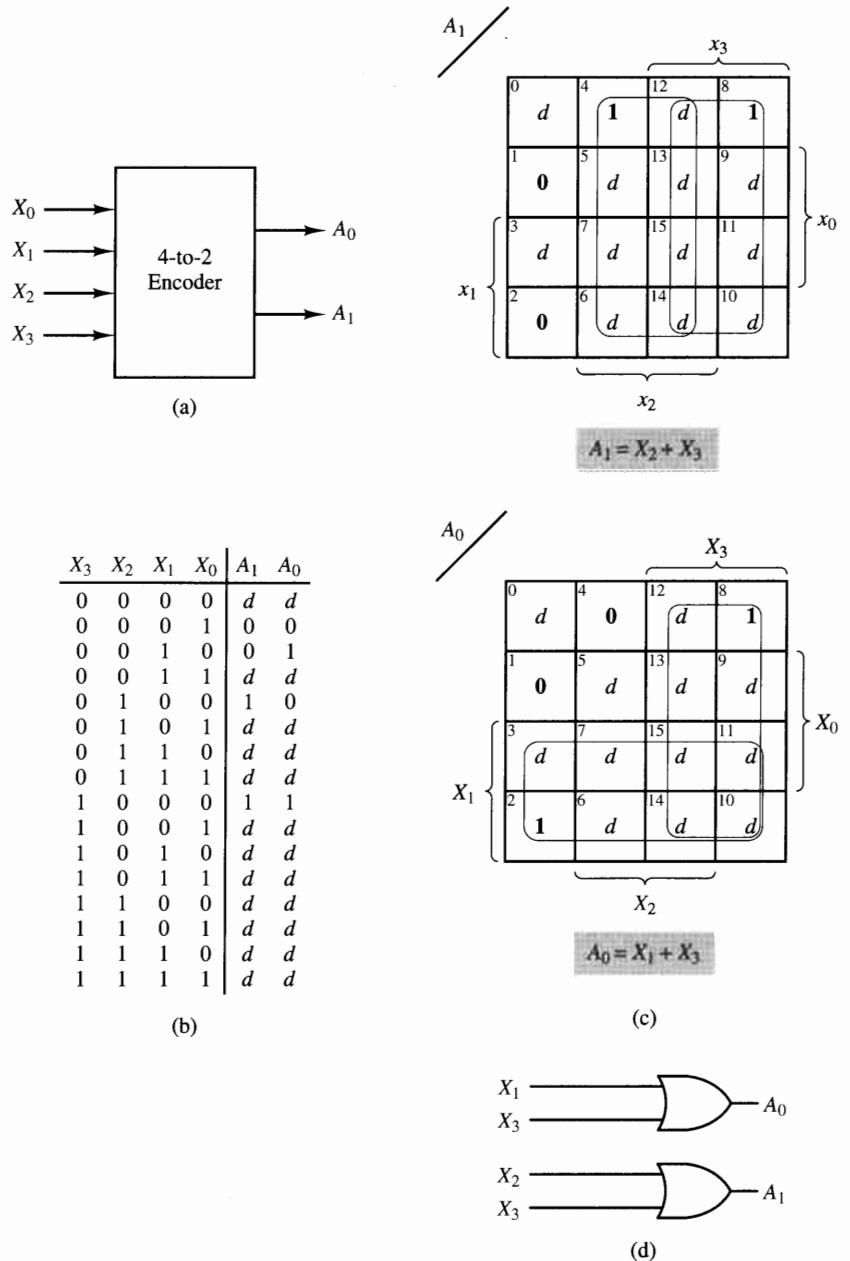 X₀
X₁
X₂
X₃
4-to-2
Encoder
A₀
A₁
(a)
A₁
x₃
0 d 4 1 12 d 8 1
1 0 5 d 13 d 9 d
3 d 7 d 15 d 11 d
2 0 6 d 14 d 10 d
x₀
x₁
x₂
A₁ = X₂ + X₃
X₃ X₂ X₁ X₀ A₁ A₀
0 0 0 0 d d
0 0 0 1 0 0
0 0 1 0 0 1
0 0 1 1 d d
0 1 0 0 1 0
0 1 0 1 d d
0 1 1 0 d d
0 1 1 1 d d
1 0 0 0 1 1
1 0 0 1 d d
1 0 1 0 d d
1 0 1 1 d d
1 1 0 0 d d
1 1 0 1 d d
1 1 1 0 d d
1 1 1 1 d d
(b)
A₀
X₃
0 d 4 0 12 d 8 1
1 0 5 d 13 d 9 d
3 d 7 d 15 d 11 d
2 1 6 d 14 d 10 d
X₀
X₁
X₂
A₀ = X₁ + X₃
(c)
X₁
X₃
A₀
X₂
X₃
A₁
(d)